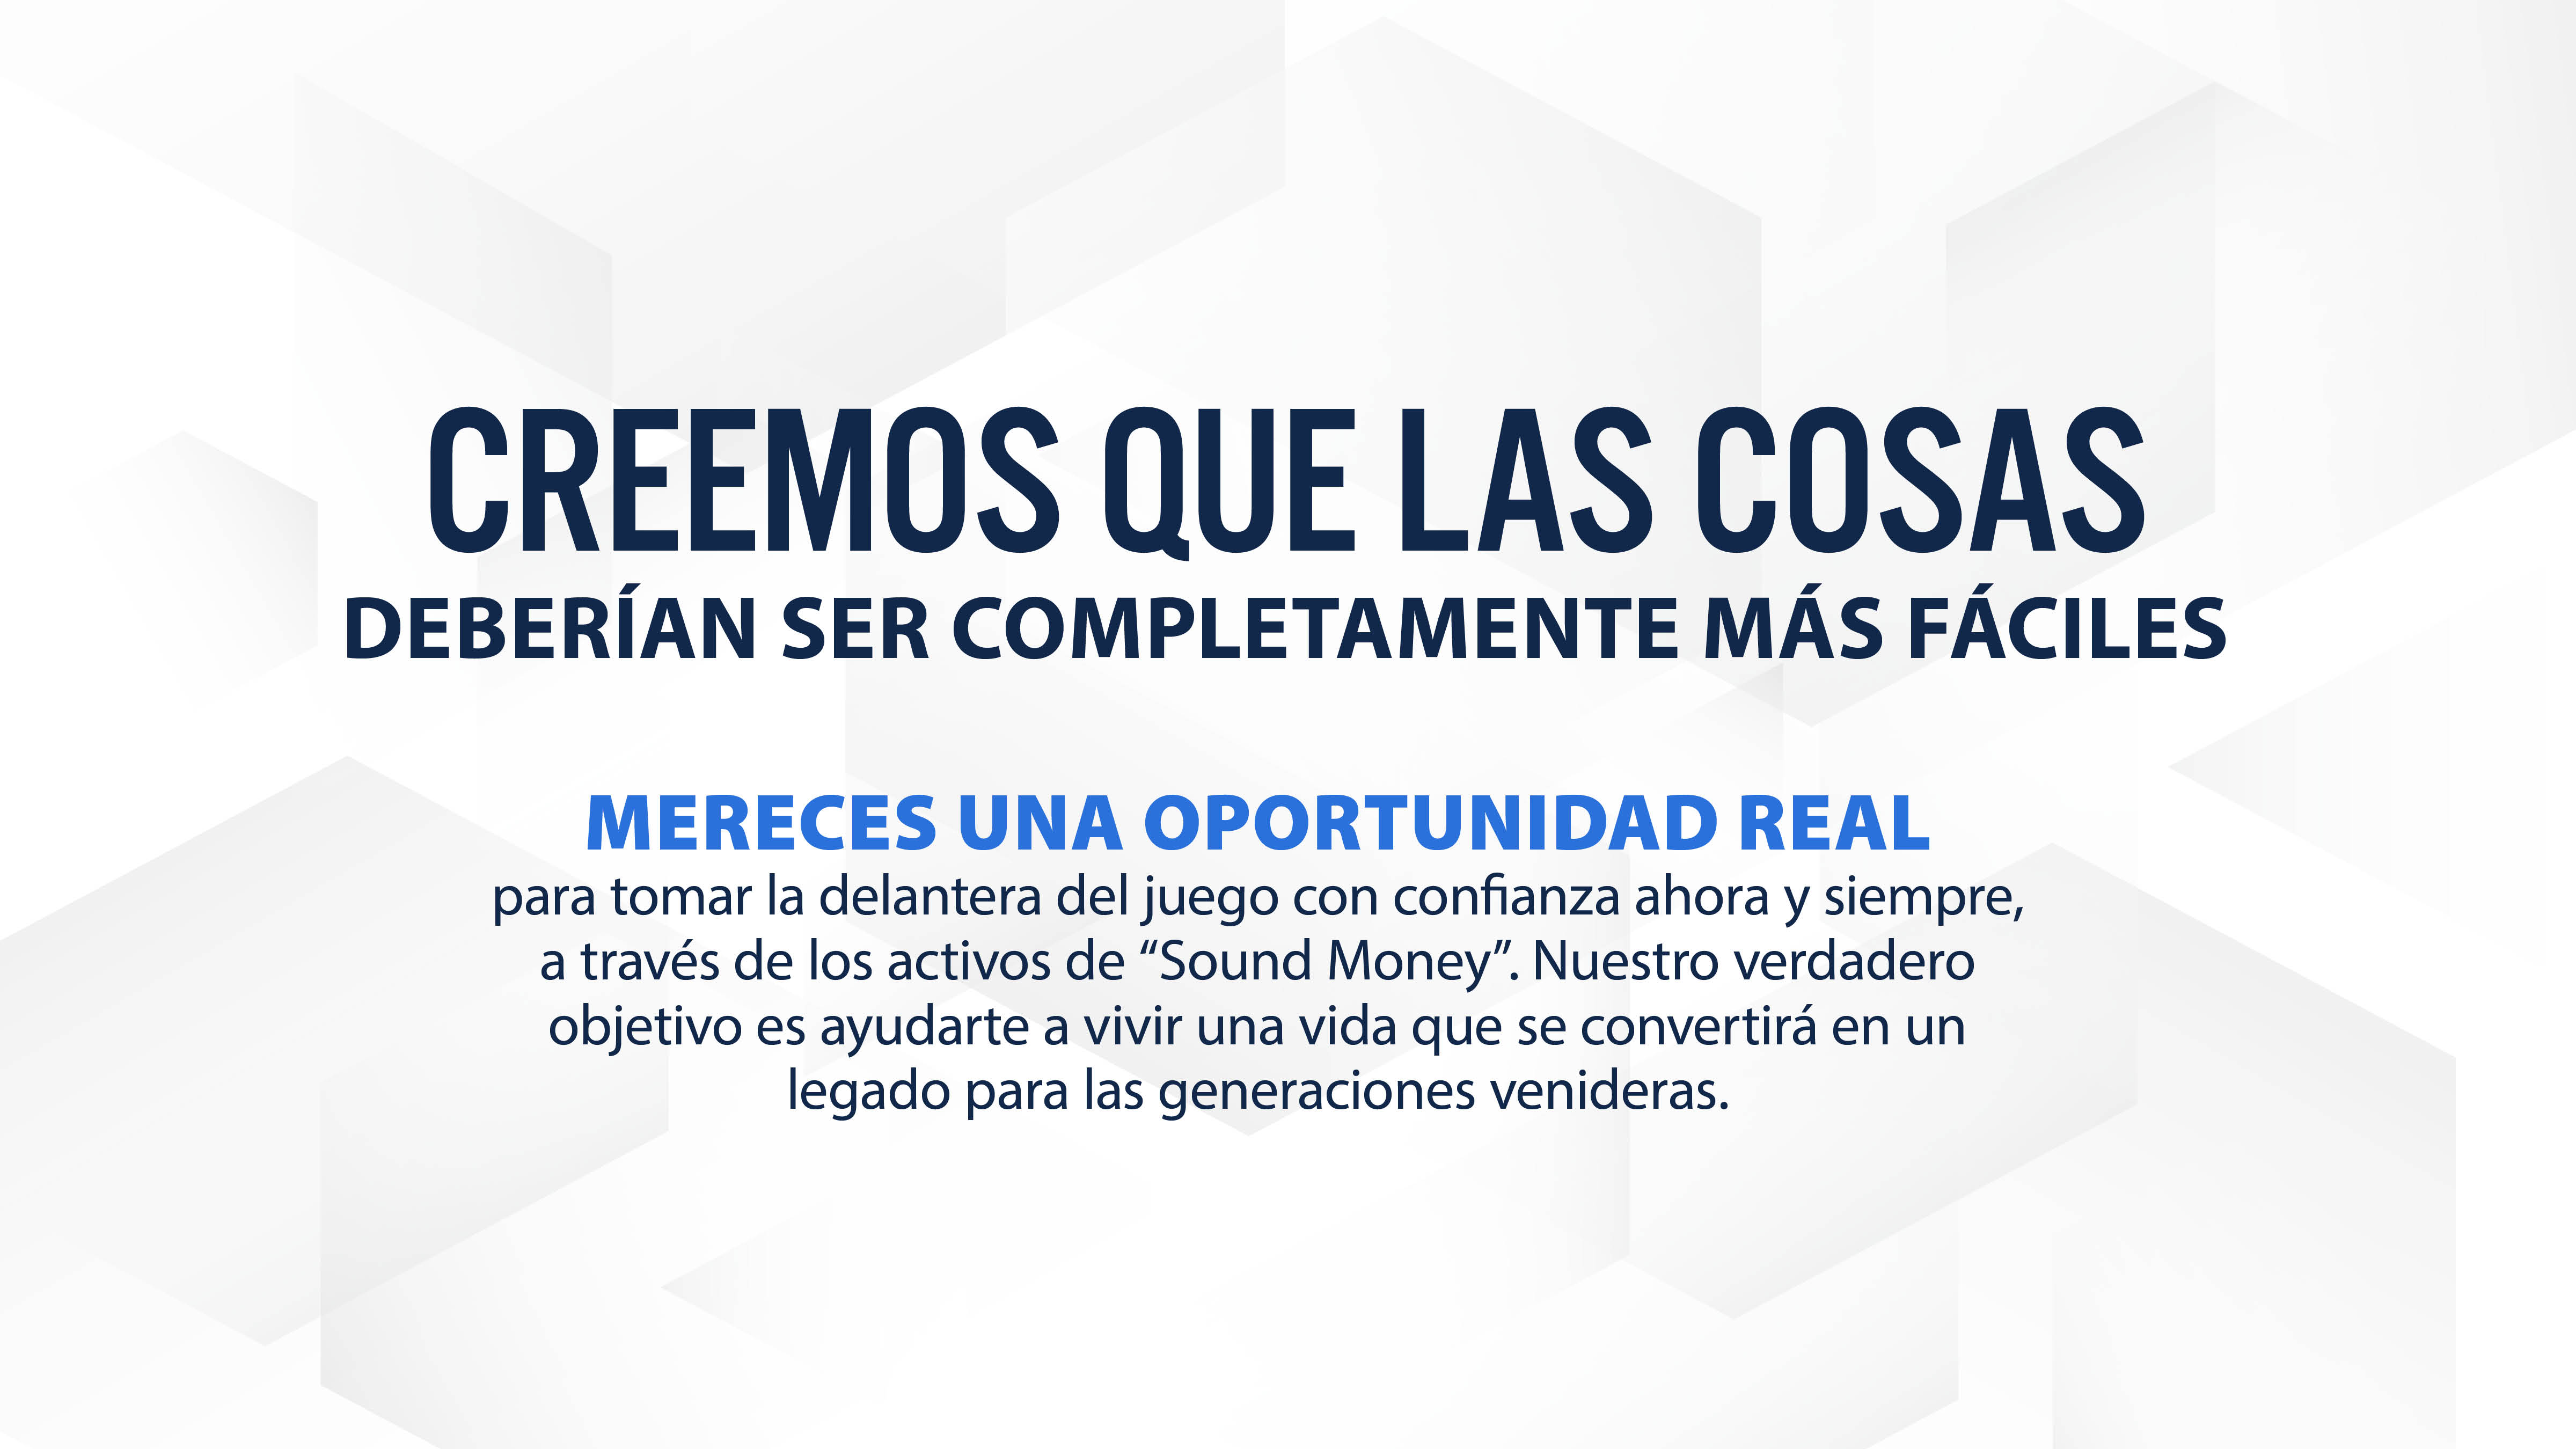 CREEMOS QUE LAS COSAS
DEBERÍAN SER COMPLETAMENTE MÁS FÁCILES
MERECES UNA OPORTUNIDAD REAL
para tomar la delantera del juego con confianza ahora y siempre,
a través de los activos de “Sound Money”. Nuestro verdadero
objetivo es ayudarte a vivir una vida que se convertirá en un
legado para las generaciones venideras.